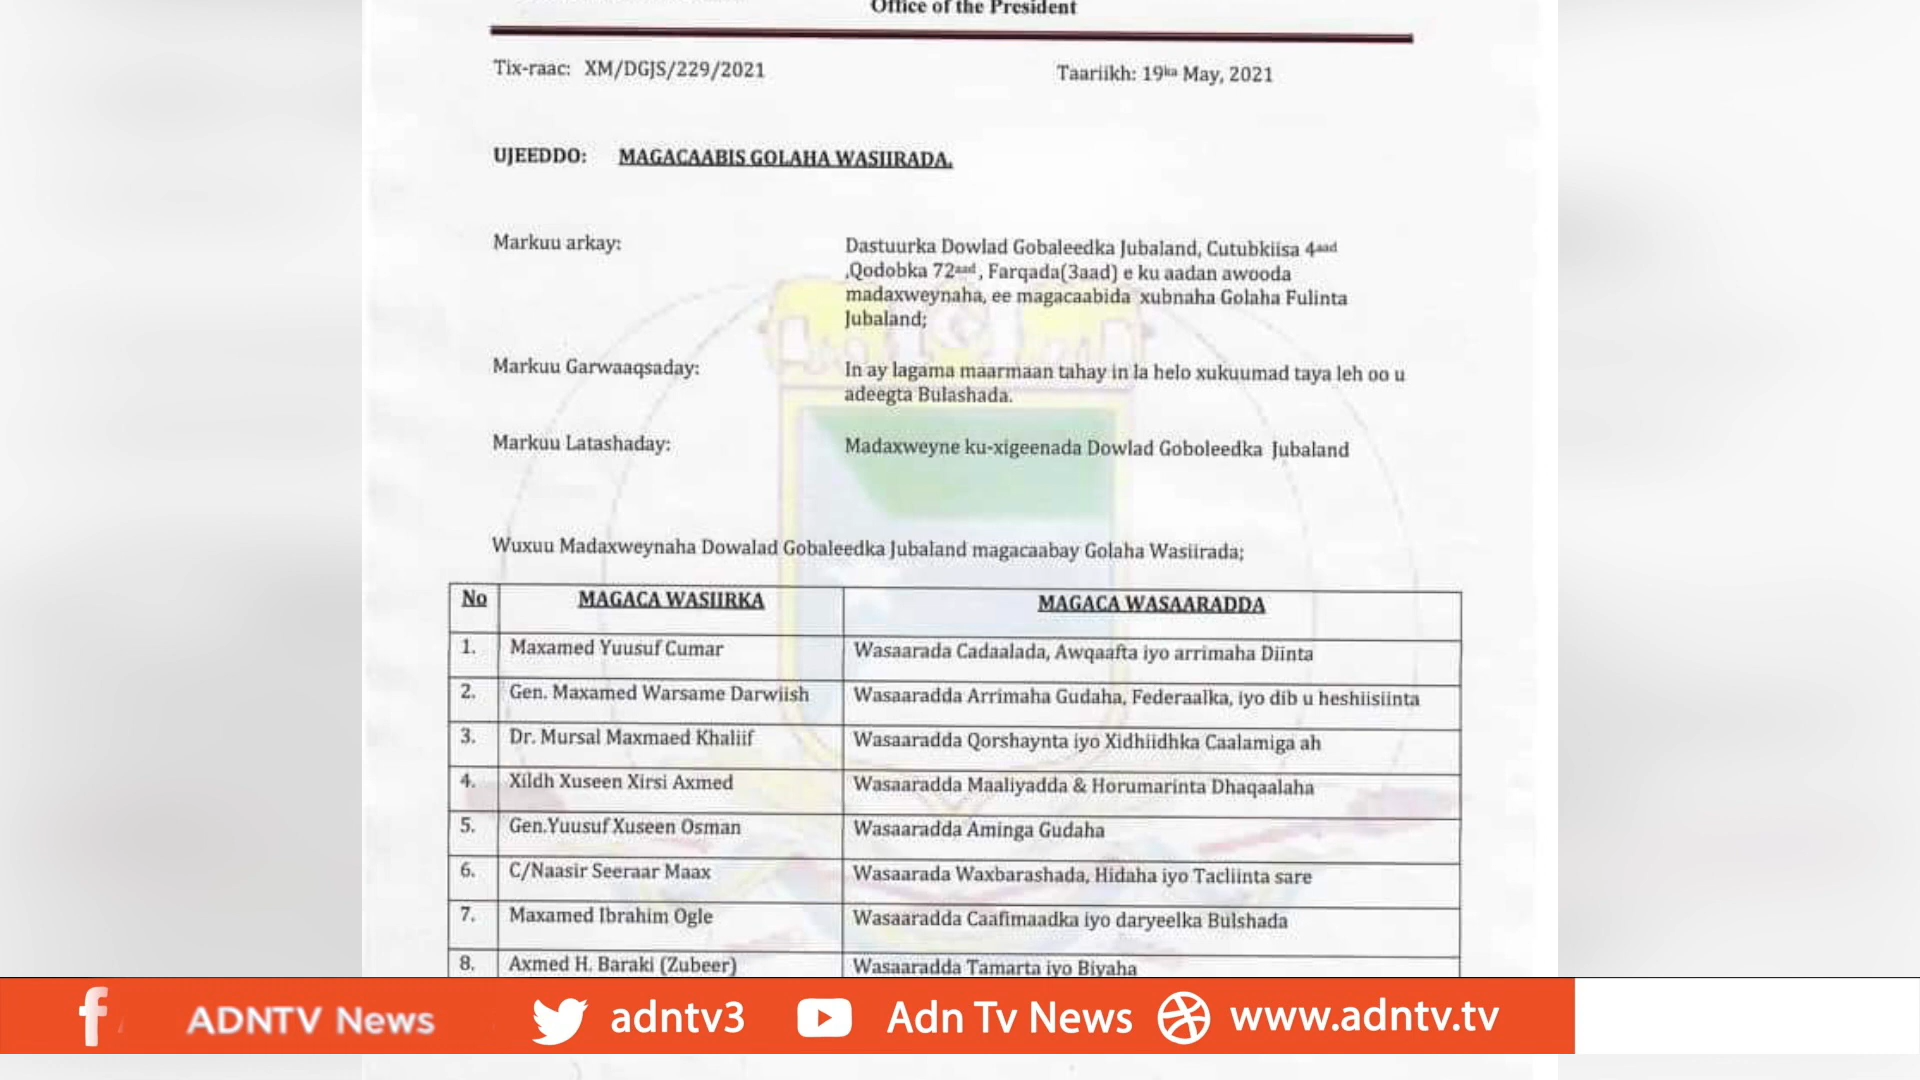 Office of the President
Tix-raac: XM/DGJS/229/2021
Taariikh: 19ka May, 2021
UJEEDDO: MAGACAABIS GOLAHA WASIIRADA.
Markuu arkay: Dastuurka Dowlad Gobaleedka Jubaland, Cutubkiisa 4aad
,Qodobka 72aad, Farqada(3aad) e ku aadan awooda
madaxweynaha, ee magacaabida xubnaha Golaha Fulinta
Jubaland;
Markuu Garwaaqsaday: In ay lagama maarmaan tahay in la helo xukuumad taya leh oo u
adeegta Bulashada.
Markuu Latashaday: Madaxweyne ku-xigeenada Dowlad Goboleedka Jubaland
Wuxuu Madaxweynaha Dowalad Gobaleedka Jubaland magacaabay Golaha Wasiirada;
No MAGACA WASIIRKA MAGACA WASAARADDA
1. Maxamed Yuusuf Cumar Wasaarada Cadaalada, Awqaafta iyo arrimaha Diinta
2. Gen. Maxamed Warsame Darwiish Wasaaradda Arrimaha Gudaha, Federaalka, iyo dib u heshiisiinta
3. Dr. Mursal Maxmaed Khaliif Wasaaradda Qorshaynta iyo Xidhiidhka Caalamiga ah
4. Xildh Xuseen Xirsi Axmed Wasaaradda Maaliyadda & Horumarinta Dhaqaalaha
5. Gen.Yuusuf Xuseen Osman Wasaaradda Aminga Gudaha
6. C/Naasir Seeraar Maax Wasaarada Waxbarashada, Hidaha iyo Tacliinta sare
7. Maxamed Ibrahim Ogle Wasaaradda Caafimaadka iyo daryeelka Bulshada
8. Axmed H. Baraki (Zubeer) Wasaaradda Tamarta iyo Biyaha
ADNTV News adntv3 Adn Tv News www.adntv.tv